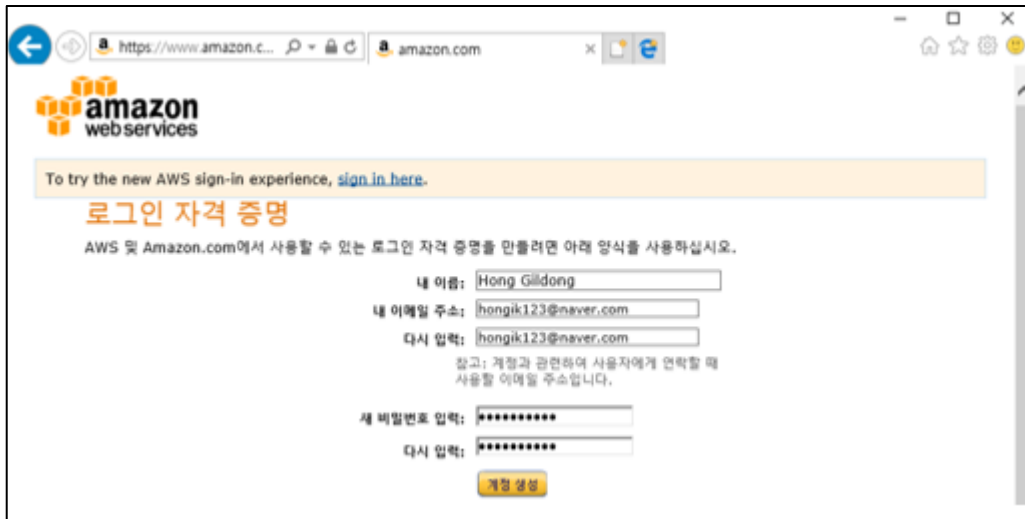 https://www.amazon.c...
amazon.com
amazon
webservices
To try the new AWS sign-in experience, sign in here.
로그인 자격 증명
AWS 및 Amazon.com에서 사용할 수 있는 로그인 자격 증명을 만들려면 아래 양식을 사용하십시오.
내 이름: Hong Gildong
내 이메일 주소: hongik123@naver.com
다시 입력: hongik123@naver.com
참고: 계정과 관련하여 사용자에게 연락할 때
사용할 이메일 주소입니다.
새 비밀번호 입력: ••••••••••
다시 입력: ••••••••••
계정 생성